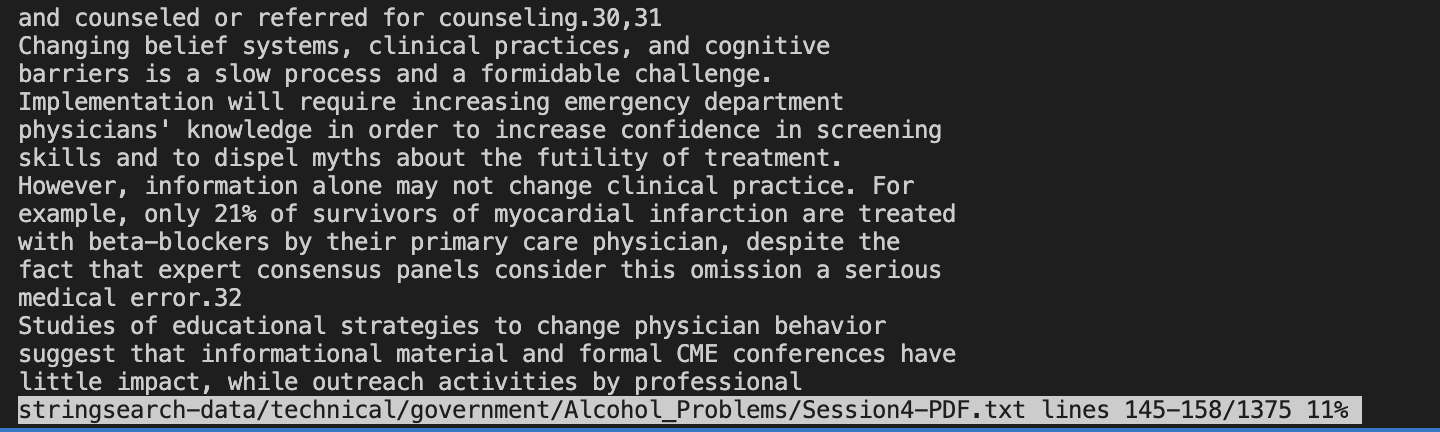 and counseled or referred for counseling.30,31
Changing belief systems, clinical practices, and cognitive
barriers is a slow process and a formidable challenge.
Implementation will require increasing emergency department
physicians' knowledge in order to increase confidence in screening
skills and to dispel myths about the futility of treatment.
However, information alone may not change clinical practice. For
example, only 21% of survivors of myocardial infarction are treated
with beta-blockers by their primary care physician, despite the
fact that expert consensus panels consider this omission a serious
medical error.32
Studies of educational strategies to change physician behavior
suggest that informational material and formal CME conferences have
little impact, while outreach activities by professional
stringsearch-data/technical/government/Alcohol_Problems/Session4-PDF.txt lines 145-158/1375 11%